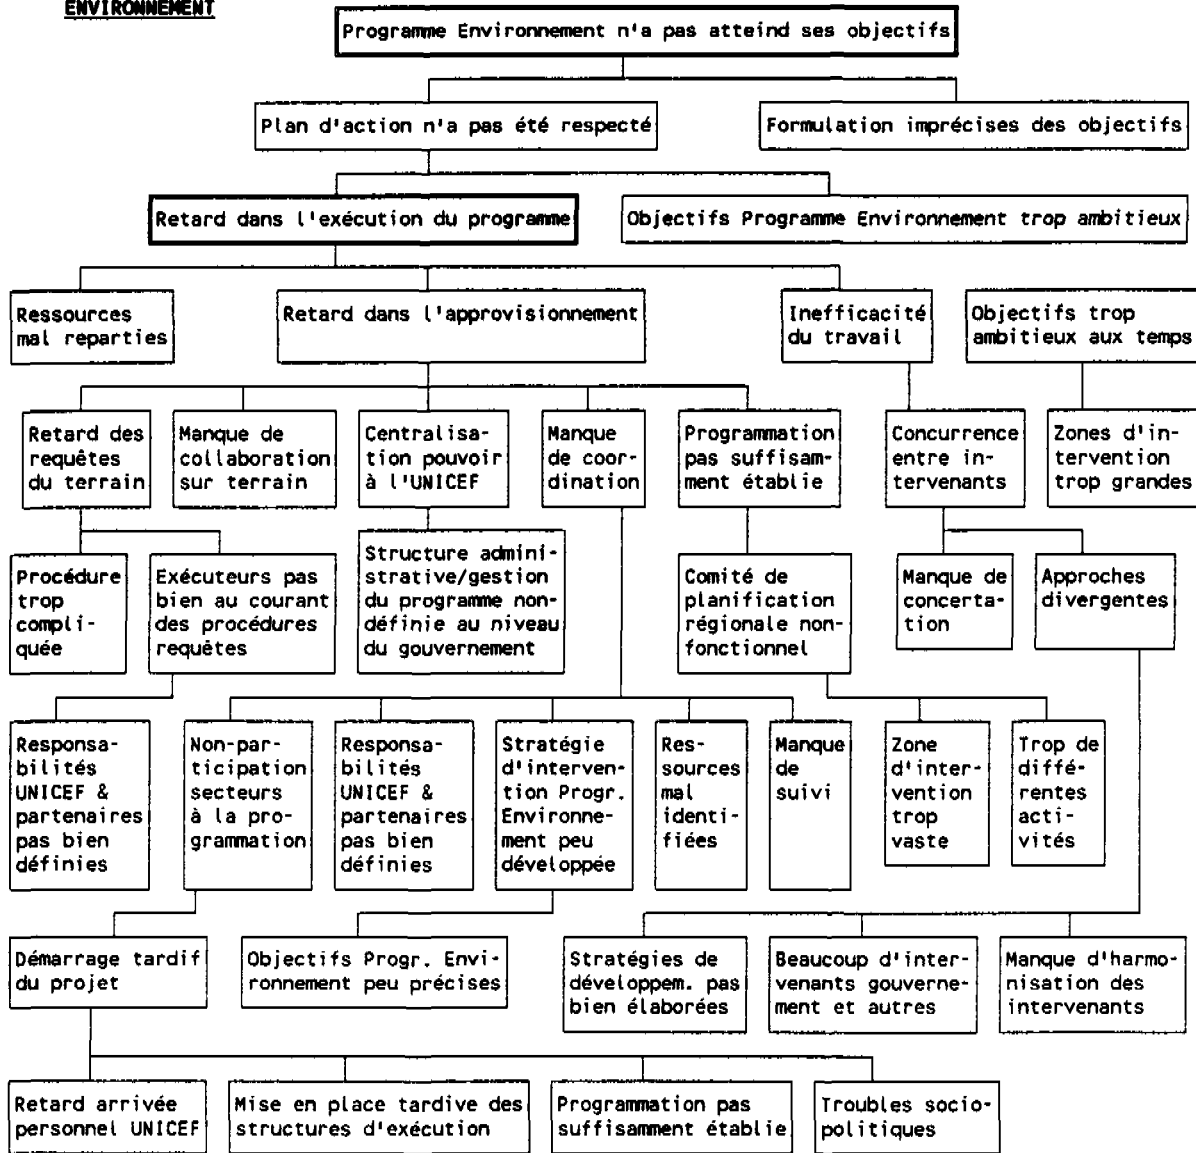 ENVIRONNEMENT
Programme Environnement n'a pas atteind ses objectifs
Plan d'action n'a pas été respecté
Formulation imprécises des objectifs
Retard dans l'exécution du programme
Objectifs Programme Environnement trop ambitieux
Ressources
mal reparties
Retard dans l'approvisionnement
Inefficacité
du travail
Objectifs trop
ambitieux aux temps
Retard des
requêtes
du terrain
Manque de
collaboration
sur terrain
Centralisa-
tion pouvoir
à l'UNICEF
Manque
de coor-
dination
Programmation
pas suffisam-
ment établie
Concurrence
entre in-
tervenants
Zones d'in-
tervention
trop grandes
Procédure
trop
compli-
quée
Exécuteurs pas
bien au courant
des procédures
requêtes
Structure admini-
strative/gestion
du programme non-
définie au niveau
du gouvernement
Comité de
planification
régionale non-
fonctionnel
Manque de
concerta-
tion
Approches
divergentes
Responsa-
bilités
UNICEF &
partenaires
pas bien
définies
Non-par-
ticipation
secteurs
à la pro-
grammation
Responsa-
bilités
UNICEF &
partenaires
pas bien
définies
Stratégie
d'interven-
tion Progr.
Environne-
ment peu
développée
Res-
sources
mal
identi-
fiées
Manque
de
suivi
Zone
d'inter-
vention
trop
vaste
Trop de
diffé-
rentes
acti-
vités
Démarrage tardif
du projet
Objectifs Progr. Envi-
ronnement peu précises
Stratégies de
développem. pas
bien élaborées
Beaucoup d'inter-
venants gouverne-
ment et autres
Manque d'harmo-
nisation des
intervenants
Retard arrivée
personnel UNICEF
Mise en place tardive des
structures d'exécution
Programmation pas
suffisamment établie
Troubles socio-
politiques